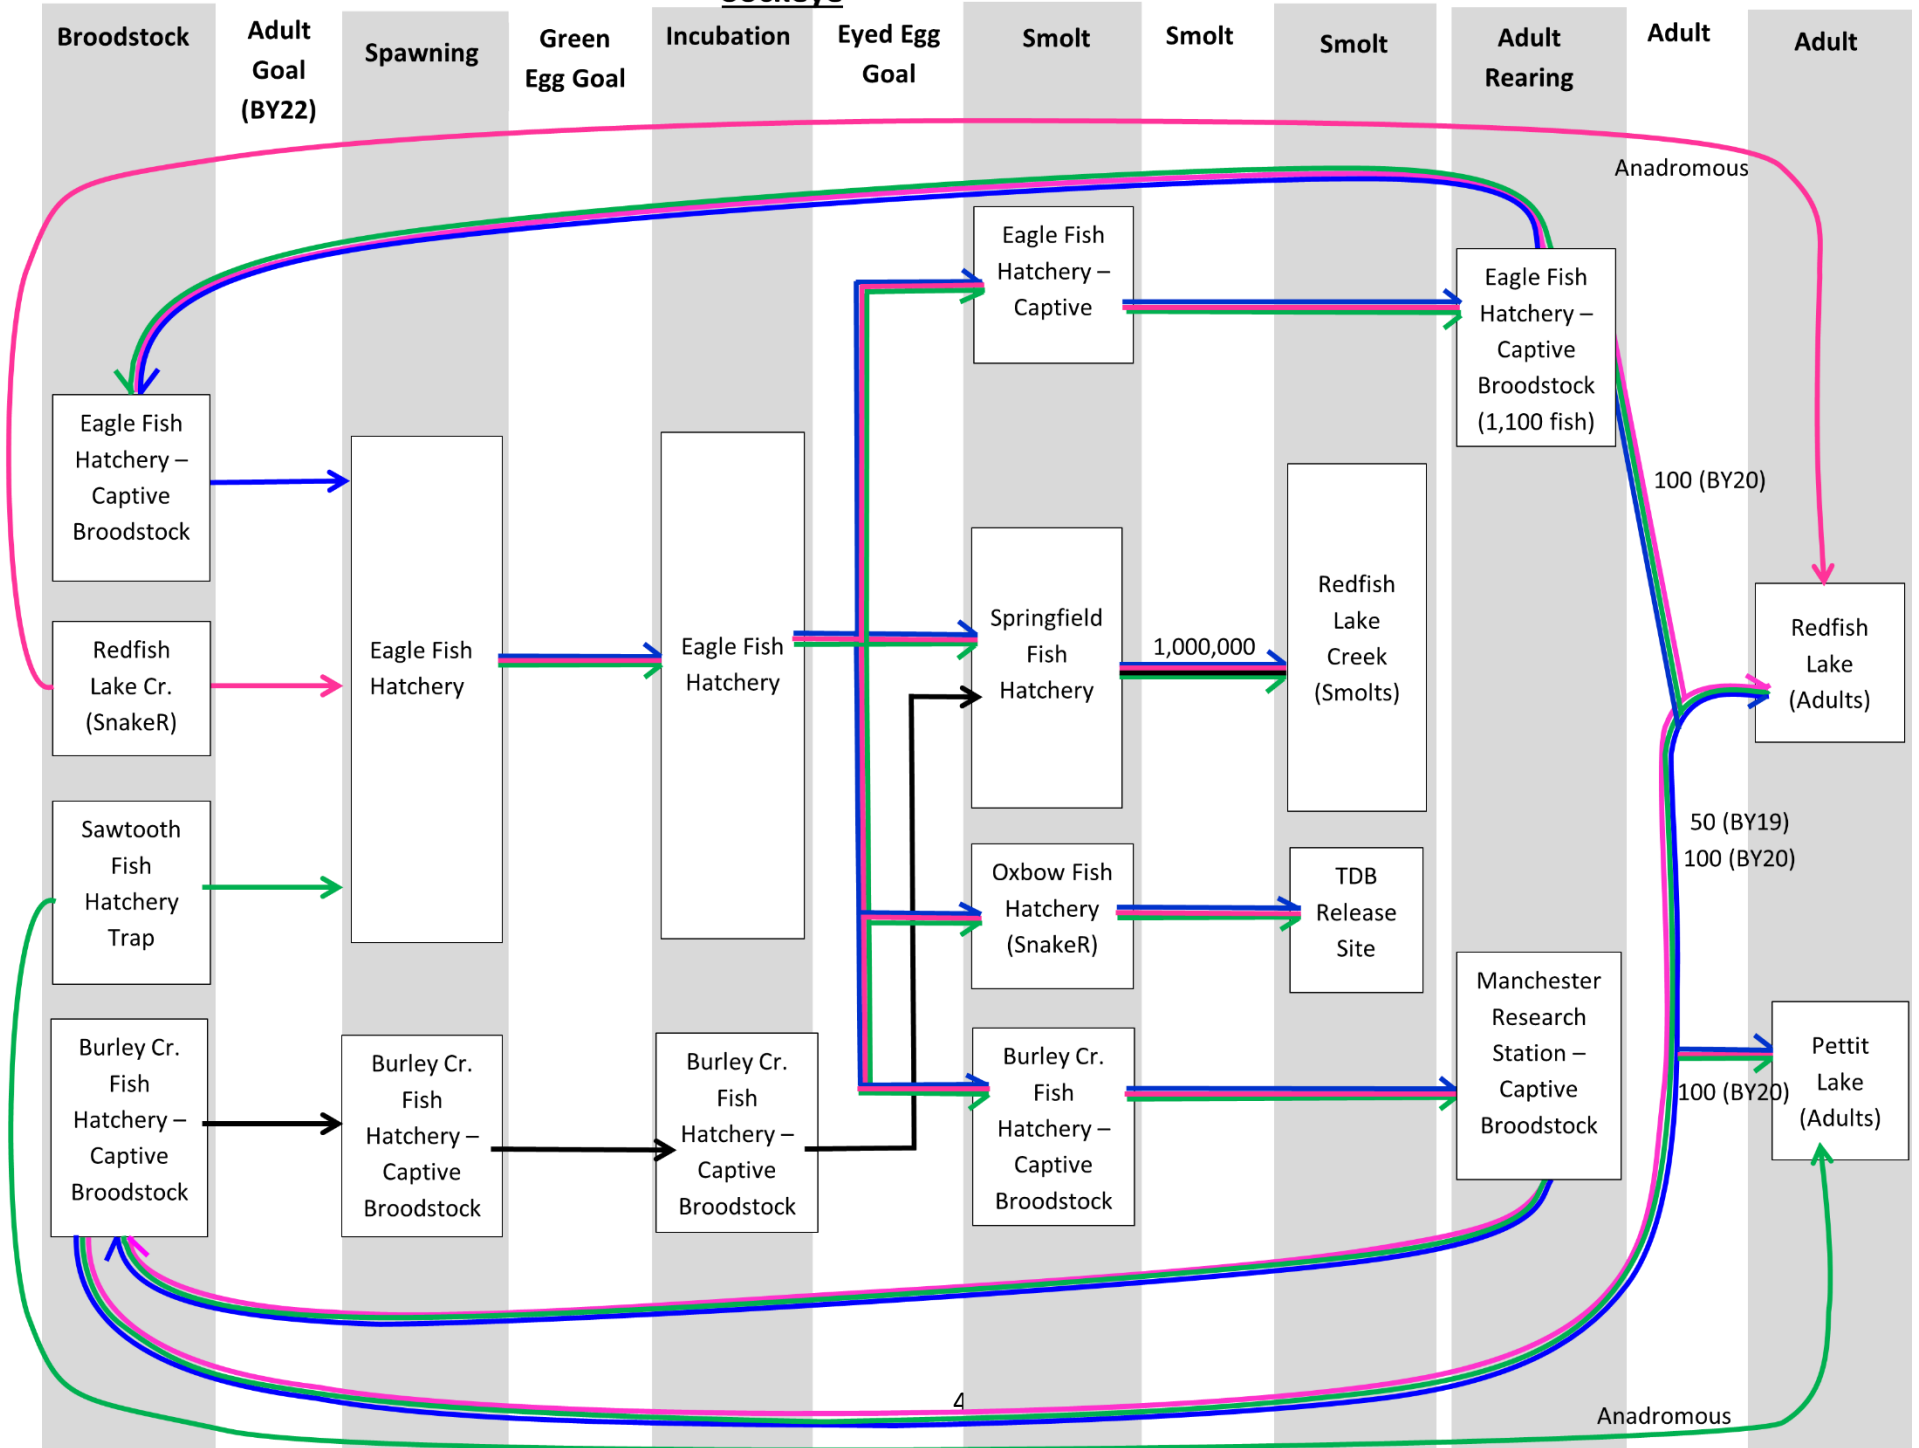 Sockeye
Broodstock
Adult
Goal
(BY22)
Spawning
Green
Egg Goal
Incubation
Eyed Egg
Goal
Smolt
Smolt
Smolt
Adult
Rearing
Adult
Adult
Anadromous
Eagle Fish
Hatchery –
Captive
Broodstock
Redfish
Lake Cr.
(SnakeR)
Sawtooth
Fish
Hatchery
Trap
Burley Cr.
Fish
Hatchery –
Captive
Broodstock
Eagle Fish
Hatchery
Burley Cr.
Fish
Hatchery –
Captive
Broodstock
Eagle Fish
Hatchery
Burley Cr.
Fish
Hatchery –
Captive
Broodstock
Eagle Fish
Hatchery –
Captive
Springfield
Fish
Hatchery
Oxbow Fish
Hatchery
(SnakeR)
Burley Cr.
Fish
Hatchery –
Captive
Broodstock
1,000,000
Redfish
Lake
Creek
(Smolts)
TDB
Release
Site
Eagle Fish
Hatchery –
Captive
Broodstock
(1,100 fish)
Manchester
Research
Station –
Captive
Broodstock
100 (BY20)
50 (BY19)
100 (BY20)
100 (BY20)
Redfish
Lake
(Adults)
Pettit
Lake
(Adults)
4
Anadromous